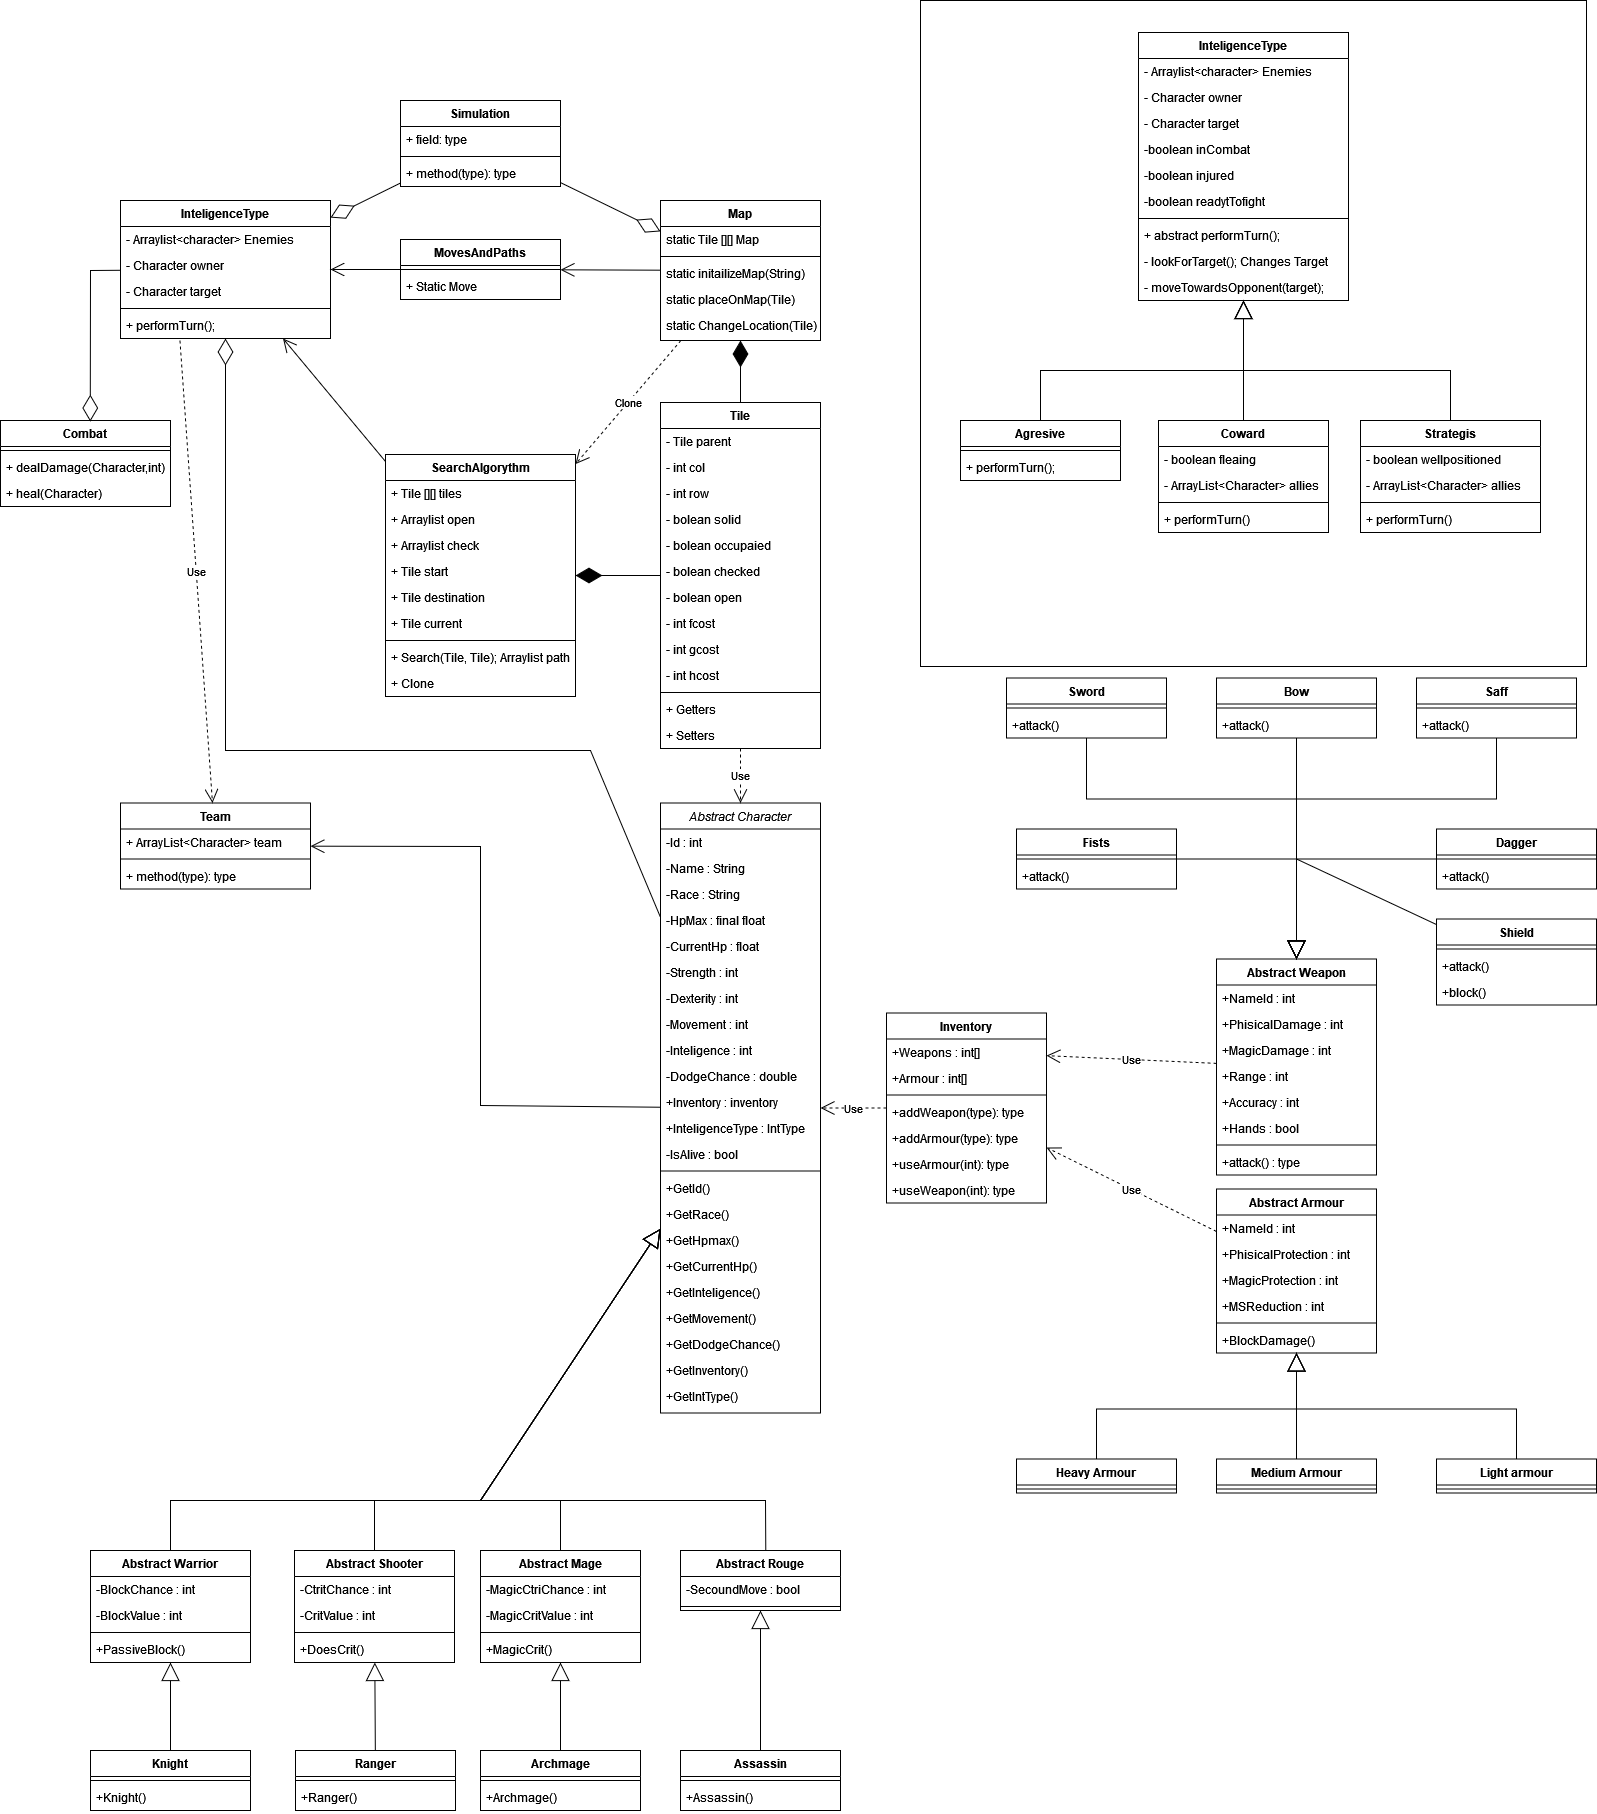 InteligenceType
- Arraylist<character> Enemies
- Character owner
- Character target
-boolean inCombat
-boolean injured
-boolean readytTofight
+ abstract performTurn();
- lookForTarget(); Changes Target
- moveTowardsOpponent(target);
Agresive
+ performTurn();
Coward
- boolean fleaing
- ArrayList<Character> allies
+ performTurn()
Strategis
- boolean wellpositioned
- ArrayList<Character> allies
+ performTurn()
Simulation
+ field: type
+ method(type): type
InteligenceType
- Arraylist<character> Enemies
- Character owner
- Character target
+ performTurn();
MovesAndPaths
+ Static Move
Map
static Tile [][] Map
static initailizeMap(String)
static placeOnMap(Tile)
static ChangeLocation(Tile)
Clone
Combat
+ dealDamage(Character,int)
+ heal(Character)
SearchAlgorythm
+ Tile [][] tiles
+ Arraylist open
+ Arraylist check
+ Tile start
+ Tile destination
+ Tile current
+ Search(Tile, Tile); Arraylist path
+ Clone
Tile
- Tile parent
- int col
- int row
- bolean solid
- bolean occupaied
- bolean checked
- bolean open
- int fcost
- int gcost
- int hcost
+ Getters
+ Setters
Use
Use
Sword
+attack()
Bow
+attack()
Saff
+attack()
Fists
+attack()
Dagger
+attack()
Shield
+attack()
+block()
Team
+ ArrayList<Character> team
+ method(type): type
Abstract Character
-Id : int
-Name : String
-Race : String
-HpMax : final float
-CurrentHp : float
-Strength : int
-Dexterity : int
-Movement : int
-Inteligence : int
-DodgeChance : double
+Inventory : inventory
+InteligenceType : IntType
-IsAlive : bool
+GetId()
+GetRace()
+GetHpmax()
+GetCurrentHp()
+GetInteligence()
+GetMovement()
+GetDodgeChance()
+GetInventory()
+GetIntType()
Use
Inventory
+Weapons : int[]
+Armour : int[]
+addWeapon(type): type
+addArmour(type): type
+useArmour(int): type
+useWeapon(int): type
Use
Use
Abstract Weapon
+NameId : int
+PhisicalDamage : int
+MagicDamage : int
+Range : int
+Accuracy : int
+Hands : bool
+attack() : type
Abstract Armour
+NameId : int
+PhisicalProtection : int
+MagicProtection : int
+MSReduction : int
+BlockDamage()
Heavy Armour
Medium Armour
Light armour
Abstract Warrior
-BlockChance : int
-BlockValue : int
+PassiveBlock()
Abstract Shooter
-CtritChance : int
-CritValue : int
+DoesCrit()
Abstract Mage
-MagicCtriChance : int
-MagicCritValue : int
+MagicCrit()
Abstract Rouge
-SecoundMove : bool
Knight
+Knight()
Ranger
+Ranger()
Archmage
+Archmage()
Assassin
+Assassin()